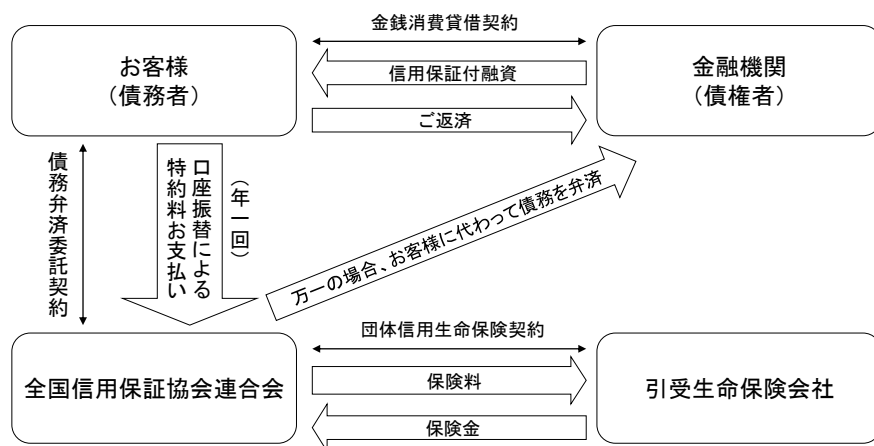 金銭消費貸借契約
お客様
（債務者）
信用保証付融資
金融機関
（債権者）
ご返済
債務弁済委託契約
口座振替による
特約料お支払い
（年一回）
万一の場合、お客様に代わって債務を弁済
団体信用生命保険契約
全国信用保証協会連合会
保険料
引受生命保険会社
保険金